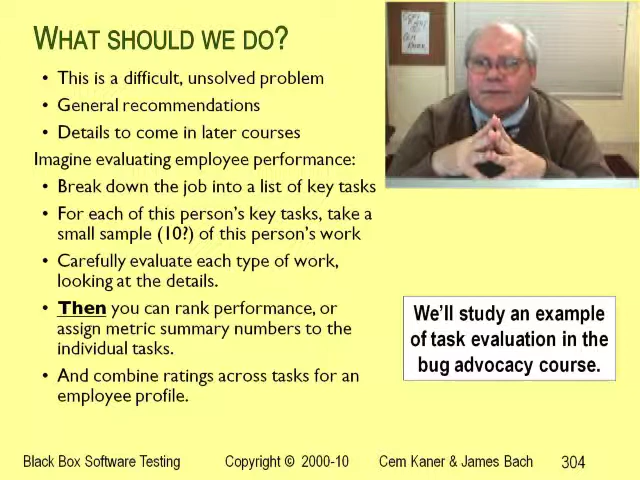 WHAT SHOULD WE DO?
• This is a difficult, unsolved problem
• General recommendations
• Details to come in later courses
Imagine evaluating employee performance:
• Break down the job into a list of key tasks
• For each of this person's key tasks, take a
small sample (10?) of this person's work
• Carefully evaluate each type of work,
looking at the details.
• Then you can rank performance, or
assign metric summary numbers to the
individual tasks.
• And combine ratings across tasks for an
employee profile.
We'll study an example
of task evaluation in the
bug advocacy course.
Black Box Software Testing Copyright © 2000-10 Cem Kaner & James Bach 304